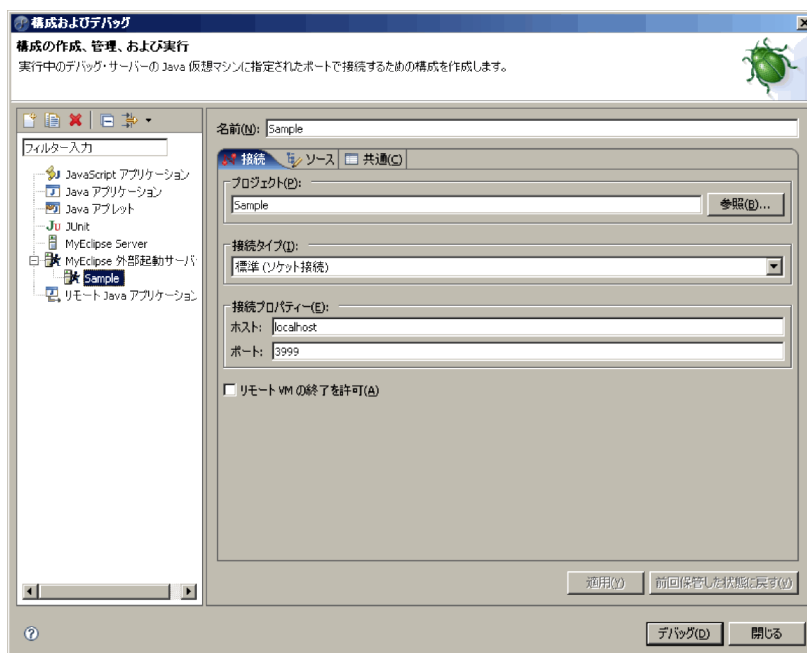 構成およびデバッグ
構成の作成、管理、および実行
実行中のデバッグ・サーバーの Java 仮想マシンに指定されたポートで接続するための構成を作成します。
フィルター入力
JavaScript アプリケーション
Java アプリケーション
Java アプレット
Ju JUnit
MyEclipse Server
MyEclipse 外部起動サーバ
Sample
リモート Java アプリケーション
名前(N): Sample
接続 ソース 共通(C)
プロジェクト(P):
Sample 参照(B)...
接続タイプ(I):
標準 (ソケット接続)
接続プロパティー(E):
ホスト: localhost
ポート: 3999
リモート VM の終了を許可(A)
適用(Y) 前回保管した状態に戻す(V)
デバッグ(D) 閉じる